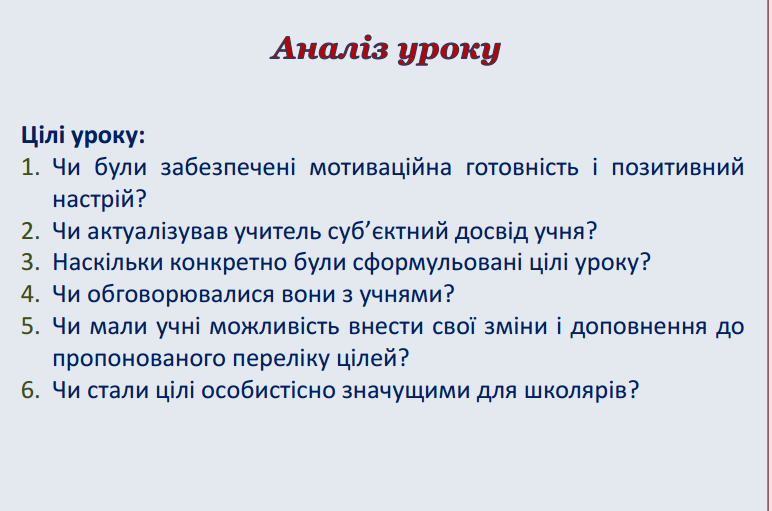 Аналіз уроку
Цілі уроку:
1. Чи були забезпечені мотиваційна готовність і позитивний
настрій?
2. Чи актуалізував учитель суб’єктний досвід учня?
3. Наскільки конкретно були сформульовані цілі уроку?
4. Чи обговорювалися вони з учнями?
5. Чи мали учні можливість внести свої зміни і доповнення до
пропонованого переліку цілей?
6. Чи стали цілі особистісно значущими для школярів?